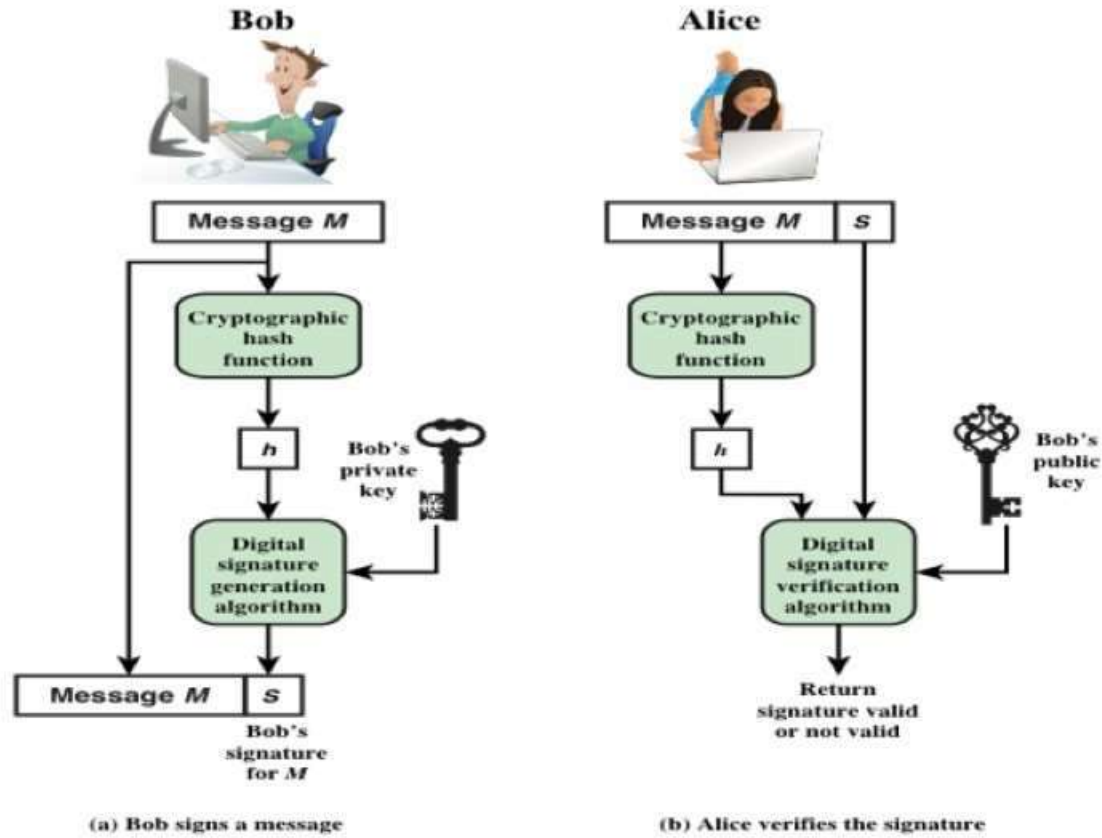 Bob
Message M
Cryptographic
hash
function
h
Bob's
private
key
Digital
signature
generation
algorithm
Message M
S
Bob's
signature
for M
(a) Bob signs a message
Alice
Message M
S
Cryptographic
hash
function
h
Bob's
public
key
Digital
signature
verification
algorithm
Return
signature valid
or not valid
(b) Alice verifies the signature